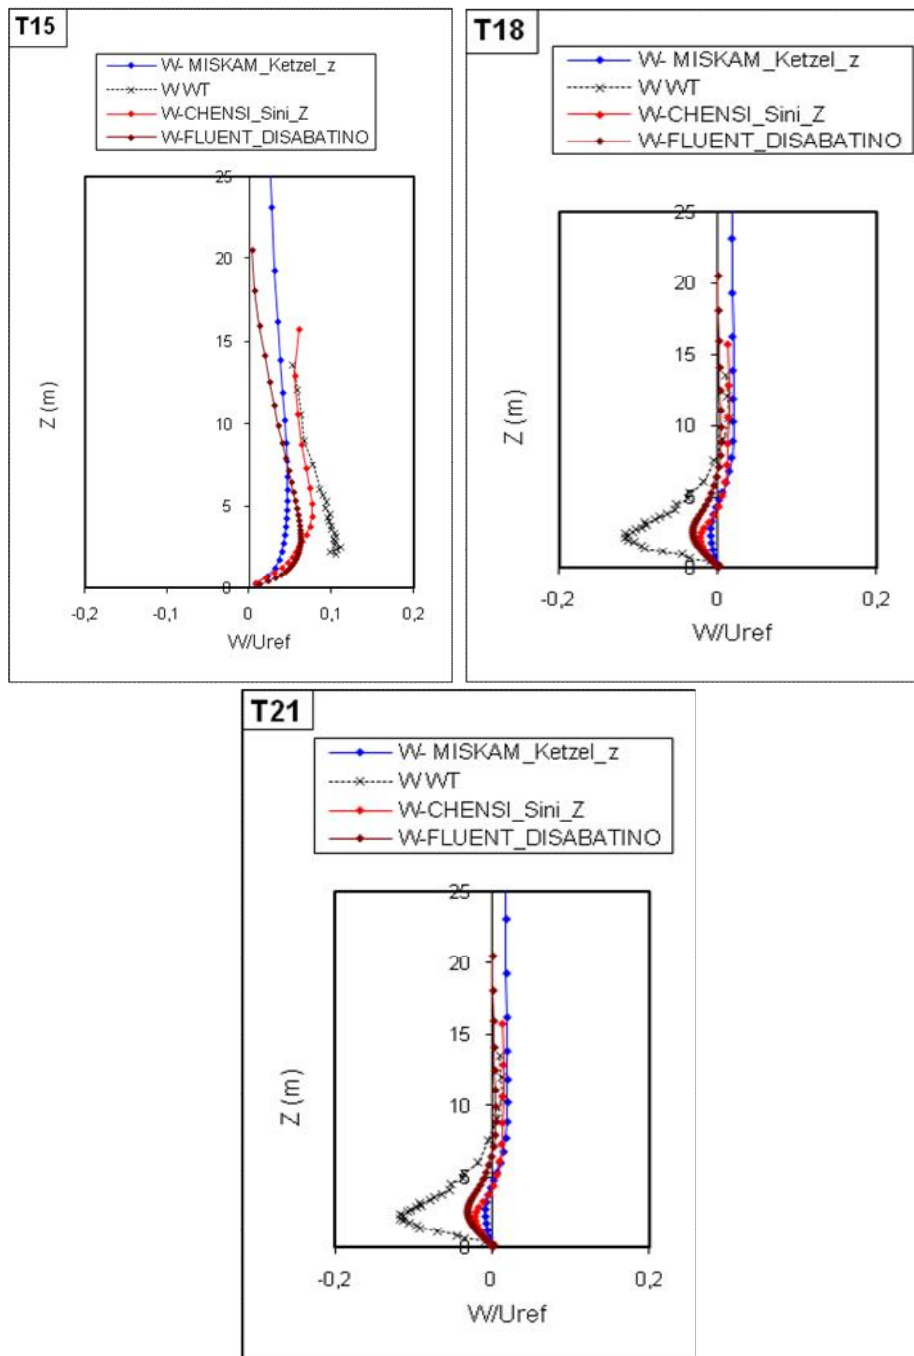 T15
W- MISKAM_Ketzel_z
W WT
W-CHENSI_Sini_Z
W-FLUENT_DISABATINO
25
20
15
10
5
0
Z (m)
-0,2 -0,1 0 0,1 0,2
W/Uref
T18
W- MISKAM_Ketzel_z
W WT
W-CHENSI_Sini_Z
W-FLUENT_DISABATINO
25
20
15
10
5
0
Z (m)
-0,2 0 0,2
W/Uref
T21
W- MISKAM_Ketzel_z
W WT
W-CHENSI_Sini_Z
W-FLUENT_DISABATINO
25
20
15
10
5
0
Z (m)
-0,2 0 0,2
W/Uref